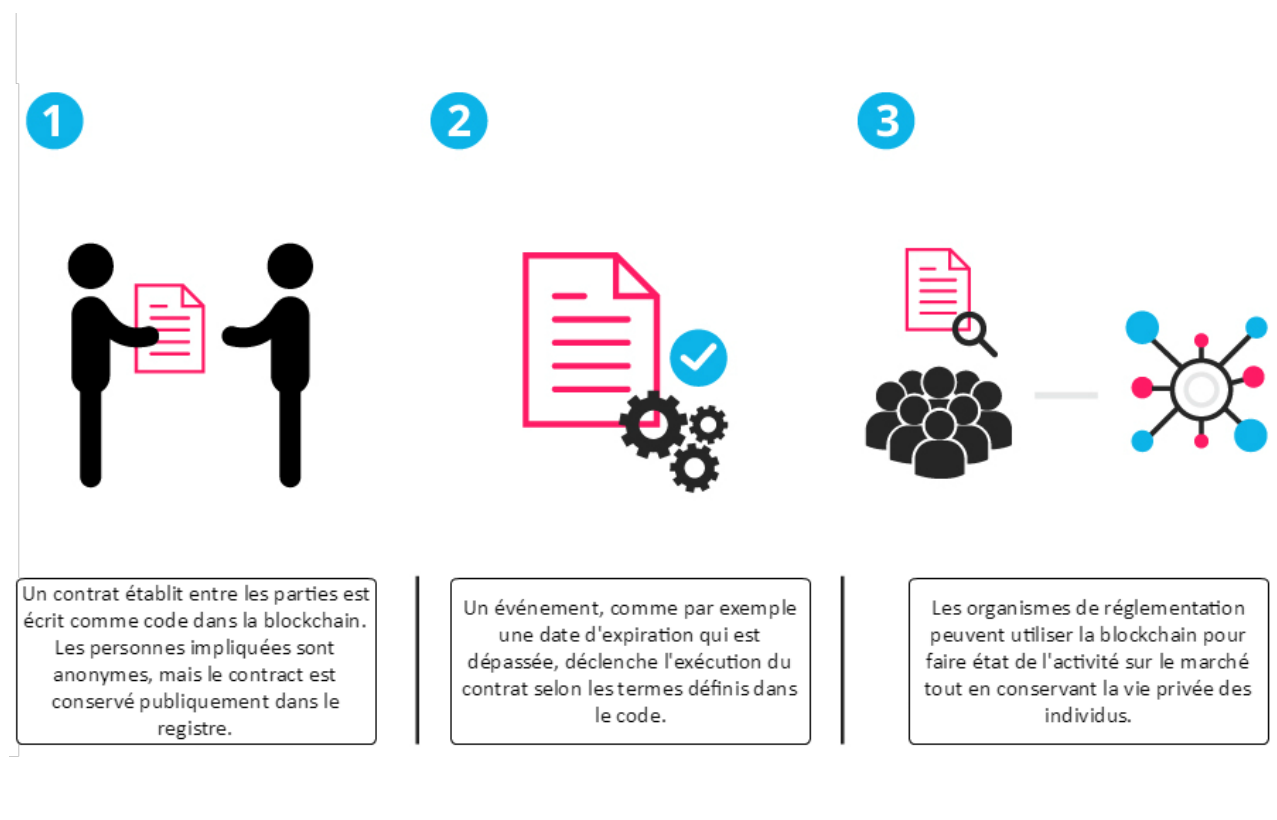 1
2
3
Un contrat établit entre les parties est
écrit comme code dans la blockchain.
Les personnes impliquées sont
anonymes, mais le contract est
conservé publiquement dans le
registre.
Un événement, comme par exemple
une date d'expiration qui est
dépassée, déclenche l'exécution du
contrat selon les termes définis dans
le code.
Les organismes de réglementation
peuvent utiliser la blockchain pour
faire état de l'activité sur le marché
tout en conservant la vie privée des
individus.